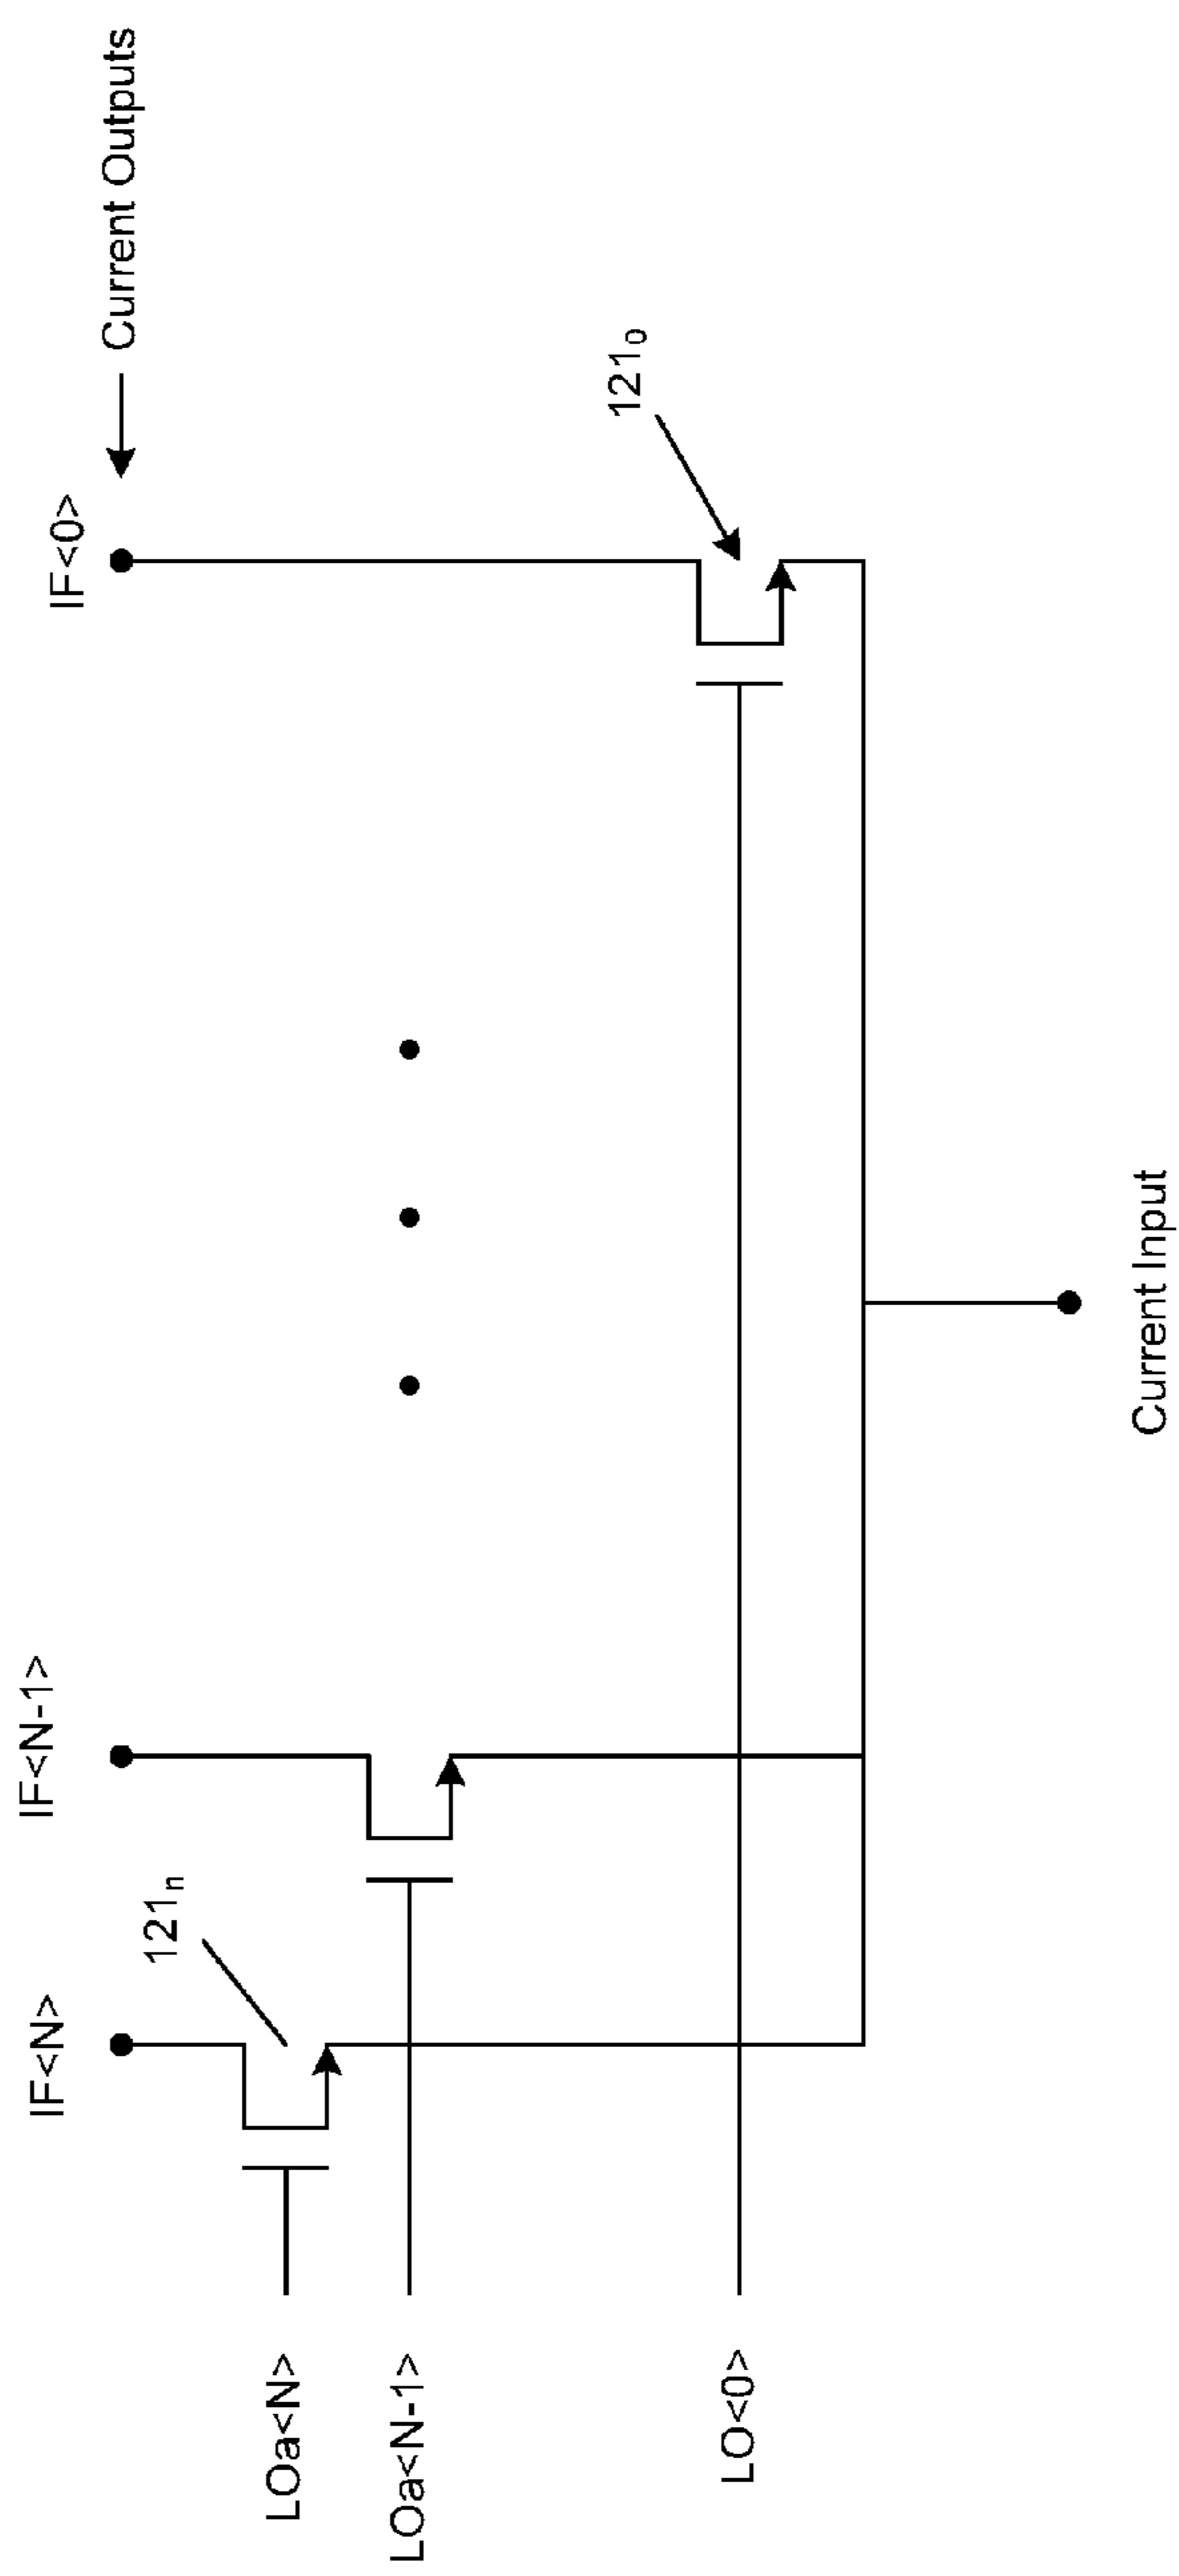 Current Outputs
IF<N>
IF<N-1>
IF<0>
121ₙ
121₀
LOa<N>
LOa<N-1>
LO<0>
Current Input